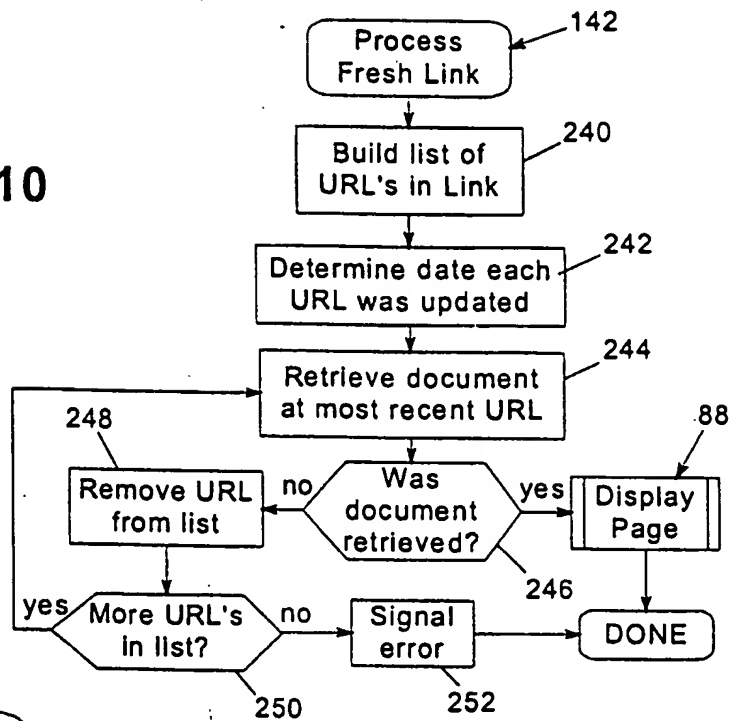 10
Process
Fresh Link
142
Build list of
URL's in Link
240
Determine date each
URL was updated
242
Retrieve document
at most recent URL
244
248
Remove URL
from list
no
Was
document
retrieved?
246
yes
88
Display
Page
yes
More URL's
in list?
250
no
Signal
error
252
DONE